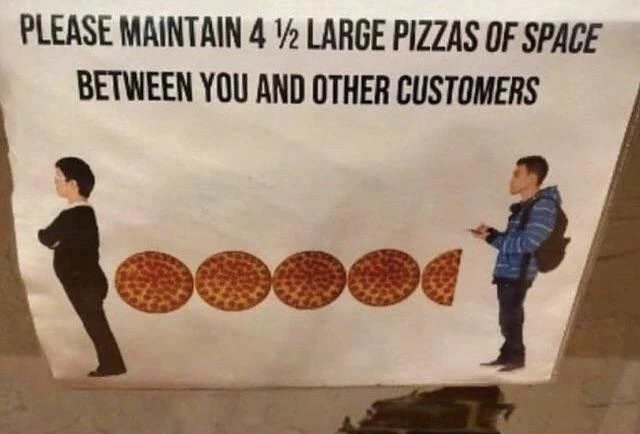 PLEASE MAINTAIN 4 ½ LARGE PIZZAS OF SPACE
BETWEEN YOU AND OTHER CUSTOMERS